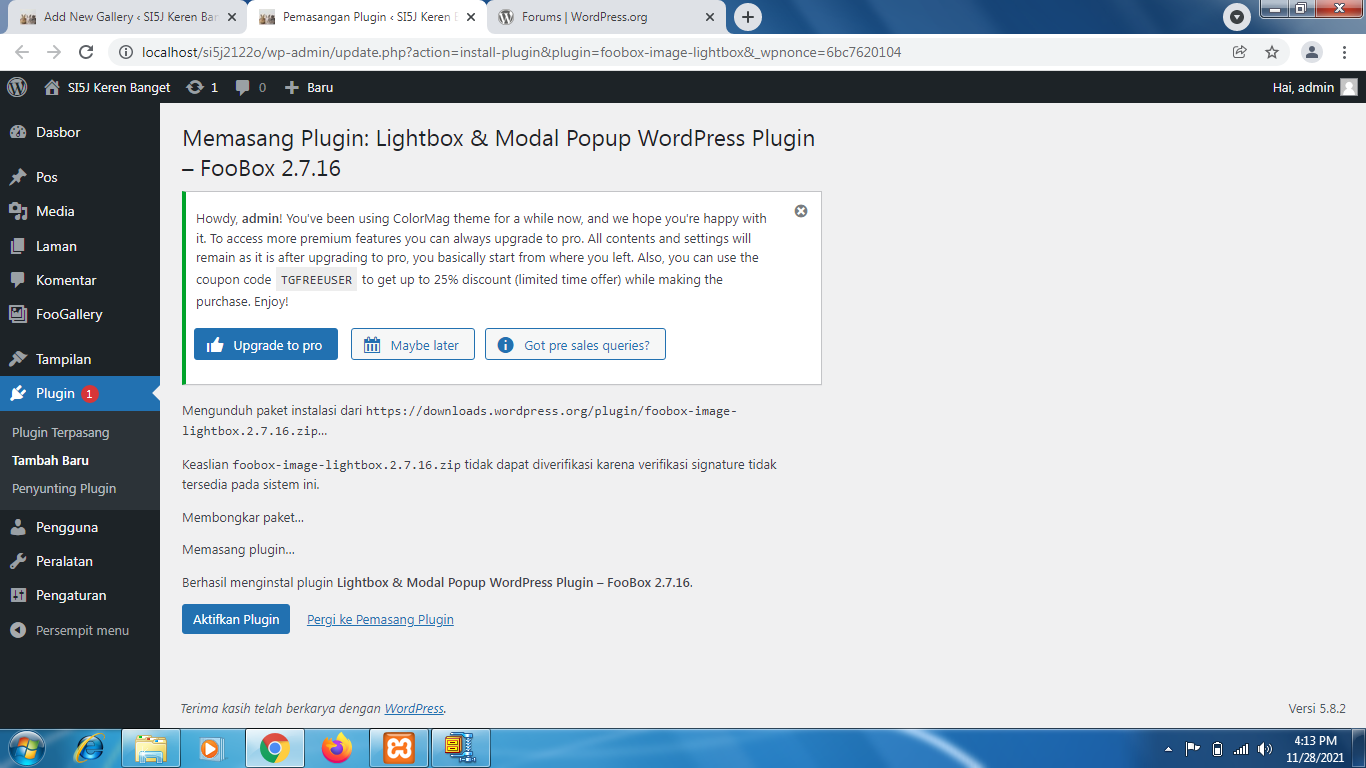 Add New Gallery ‹ SI5J Keren Ban
Pemasangan Plugin ‹ SI5J Keren B
Forums | WordPress.org
localhost/si5j2122o/wp-admin/update.php?action=install-plugin&plugin=foobox-image-lightbox&_wpnonce=6bc7620104
SI5J Keren Banget
1
0
Baru
Hai, admin
Dasbor
Pos
Media
Laman
Komentar
FooGallery
Tampilan
Plugin 1
Plugin Terpasang
Tambah Baru
Penyunting Plugin
Pengguna
Peralatan
Pengaturan
Persempit menu
Memasang Plugin: Lightbox & Modal Popup WordPress Plugin
– FooBox 2.7.16
Howdy, admin! You've been using ColorMag theme for a while now, and we hope you're happy with
it. To access more premium features you can always upgrade to pro. All contents and settings will
remain as it is after upgrading to pro, you basically start from where you left. Also, you can use the
coupon code TGFREEUSER to get up to 25% discount (limited time offer) while making the
purchase. Enjoy!
Upgrade to pro
Maybe later
Got pre sales queries?
Mengunduh paket instalasi dari https://downloads.wordpress.org/plugin/foobox-image-
lightbox.2.7.16.zip…
Keaslian foobox-image-lightbox.2.7.16.zip tidak dapat diverifikasi karena verifikasi signature tidak
tersedia pada sistem ini.
Membongkar paket…
Memasang plugin…
Berhasil menginstal plugin Lightbox & Modal Popup WordPress Plugin – FooBox 2.7.16.
Aktifkan Plugin
Pergi ke Pemasang Plugin
Terima kasih telah berkarya dengan WordPress.
Versi 5.8.2
4:13 PM
11/28/2021